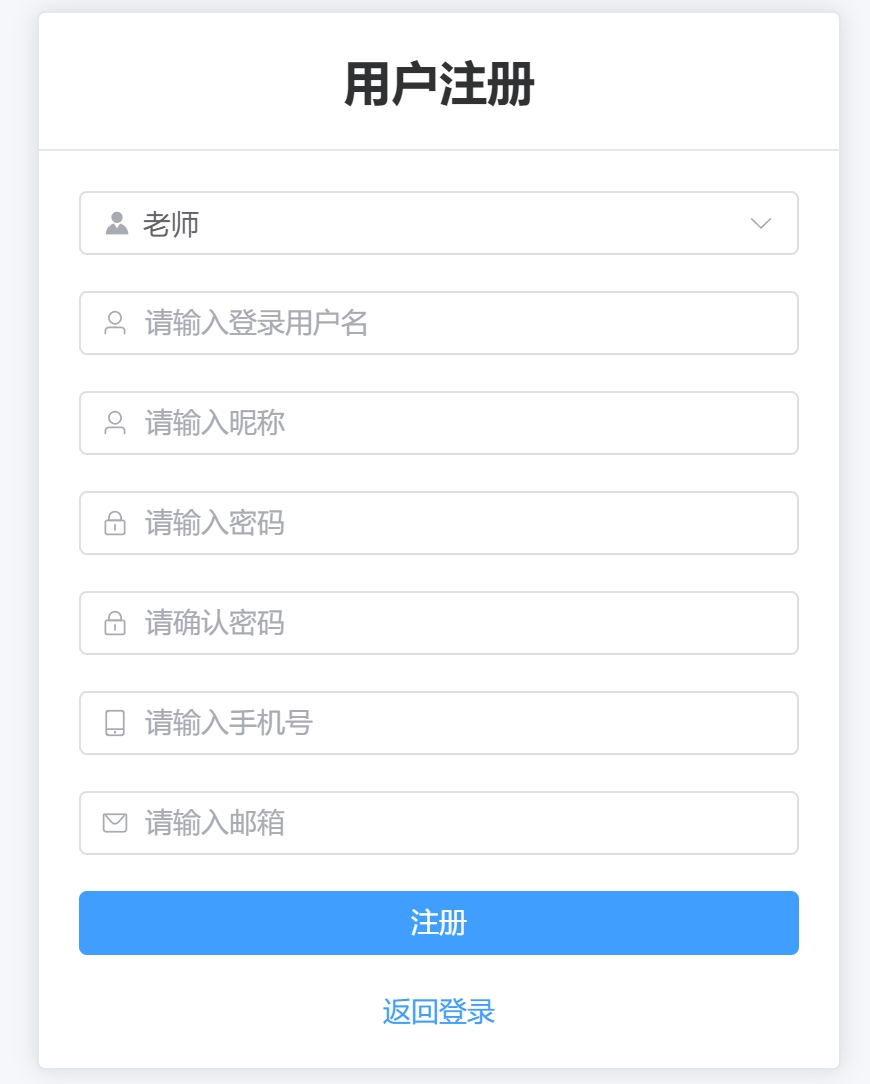 用户注册
老师
请输入登录用户名
请输入昵称
请输入密码
请确认密码
请输入手机号
请输入邮箱
注册
返回登录